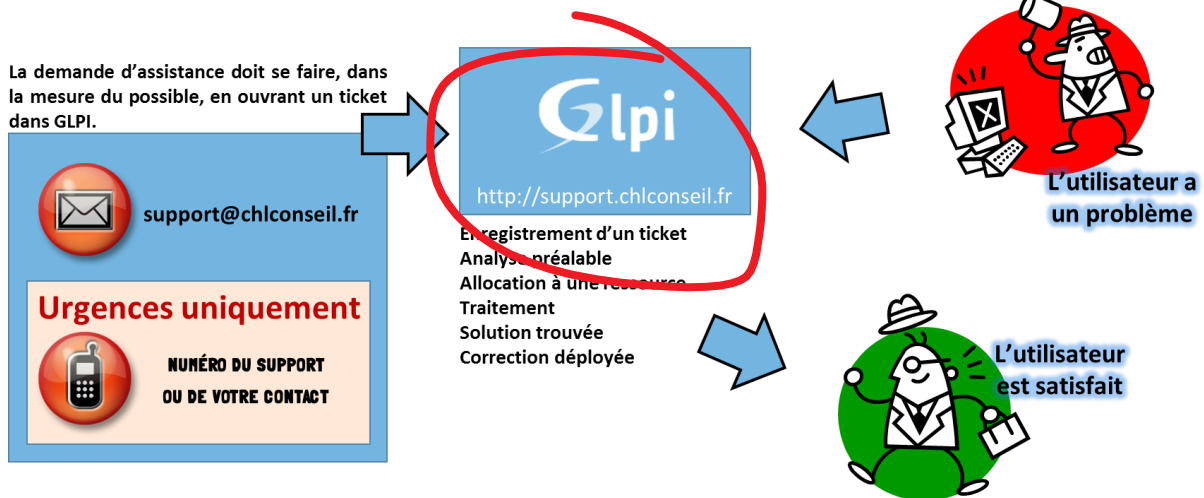 La demande d’assistance doit se faire, dans
la mesure du possible, en ouvrant un ticket
dans GLPI.
support@chlconseil.fr
Urgences uniquement
NUMÉRO DU SUPPORT
OU DE VOTRE CONTACT
Glpi
http://support.chlconseil.fr
Enregistrement d’un ticket
Analyse préalable
Allocation à une ressource
Traitement
Solution trouvée
Correction déployée
L’utilisateur a
un problème
L’utilisateur
est satisfait